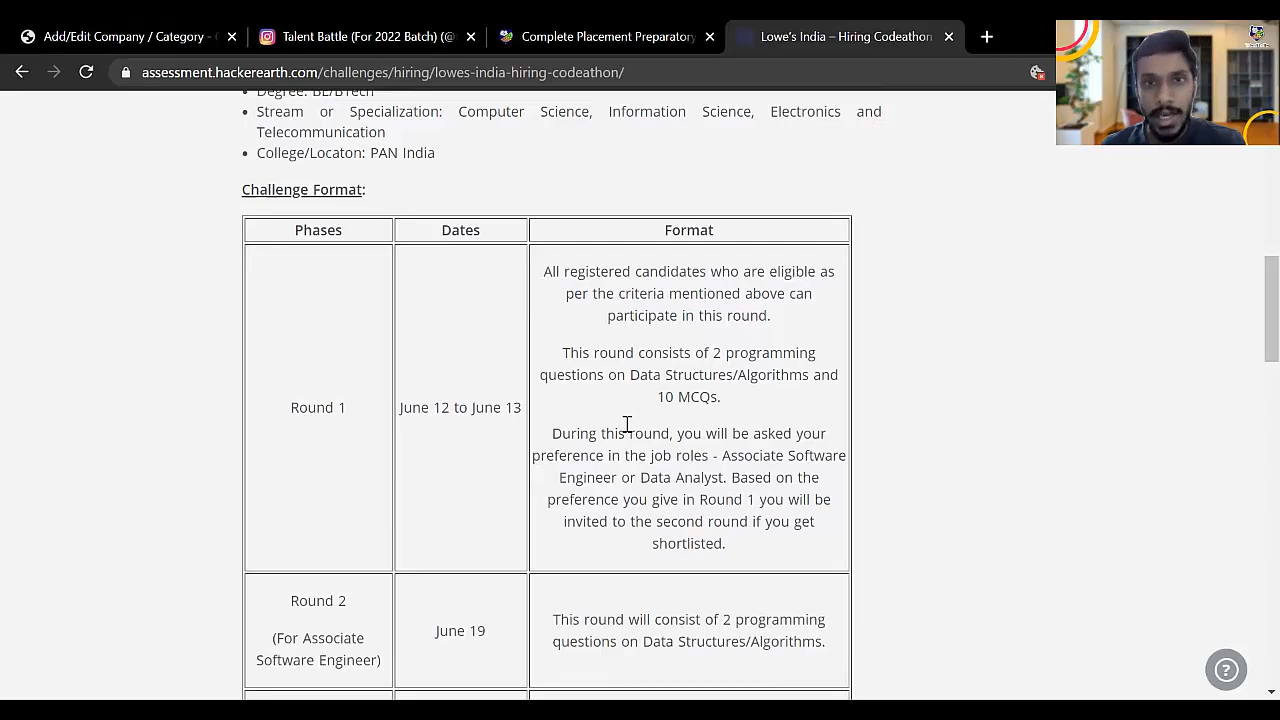 Add/Edit Company / Category -
Talent Battle (For 2022 Batch) (@
Complete Placement Preparatory
Lowe's India – Hiring Codeathon
assessment.hackerearth.com/challenges/hiring/lowes-india-hiring-codeathon/
Degree: BE/BTech
Stream or Specialization: Computer Science, Information Science, Electronics and
Telecommunication
College/Locaton: PAN India
Challenge Format:
Phases Dates Format
All registered candidates who are eligible as
per the criteria mentioned above can
participate in this round.
This round consists of 2 programming
questions on Data Structures/Algorithms and
10 MCQs.
Round 1 June 12 to June 13
During this round, you will be asked your
preference in the job roles - Associate Software
Engineer or Data Analyst. Based on the
preference you give in Round 1 you will be
invited to the second round if you get
shortlisted.
Round 2
(For Associate
Software Engineer)
June 19
This round will consist of 2 programming
questions on Data Structures/Algorithms.